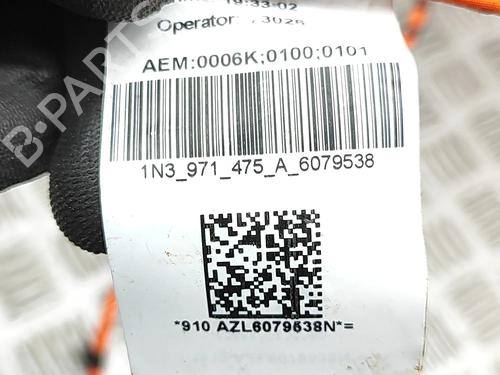 19:33-02
Operator: 3026
AEM:0006K;0100;0101
1N3_971_475_A_6079538
*910 AZL6079538N*=
B-PARTS